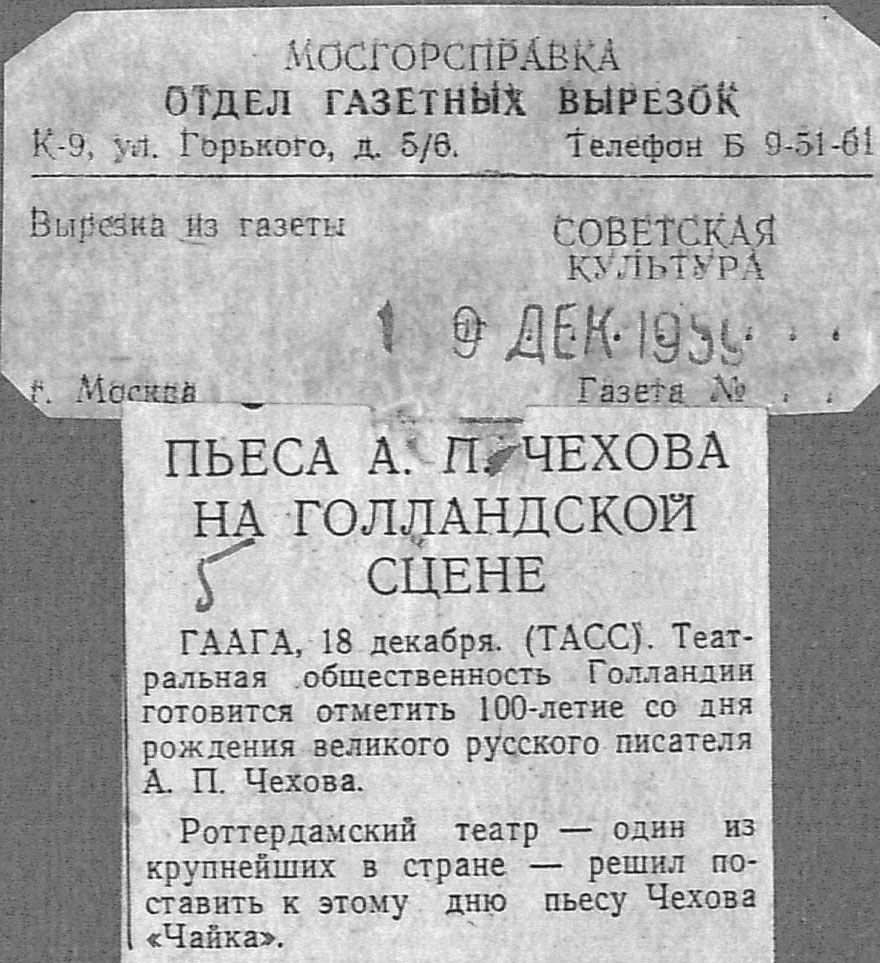 МОСГОРСПРАВКА
ОТДЕЛ ГАЗЕТНЫХ ВЫРЕЗОК
К-9, ул. Горького, д. 5/6. Телефон Б 9-51-61
Вырезка из газеты
СОВЕТСКАЯ
КУЛЬТУРА
1 9 ДЕК. 1959 . .
г. Москва Газета № . .
ПЬЕСА А. П. ЧЕХОВА
НА ГОЛЛАНДСКОЙ
СЦЕНЕ
ГААГА, 18 декабря. (ТАСС). Теат-
ральная общественность Голландии
готовится отметить 100-летие со дня
рождения великого русского писателя
А. П. Чехова.
Роттердамский театр — один из
крупнейших в стране — решил по-
ставить к этому дню пьесу Чехова
«Чайка».